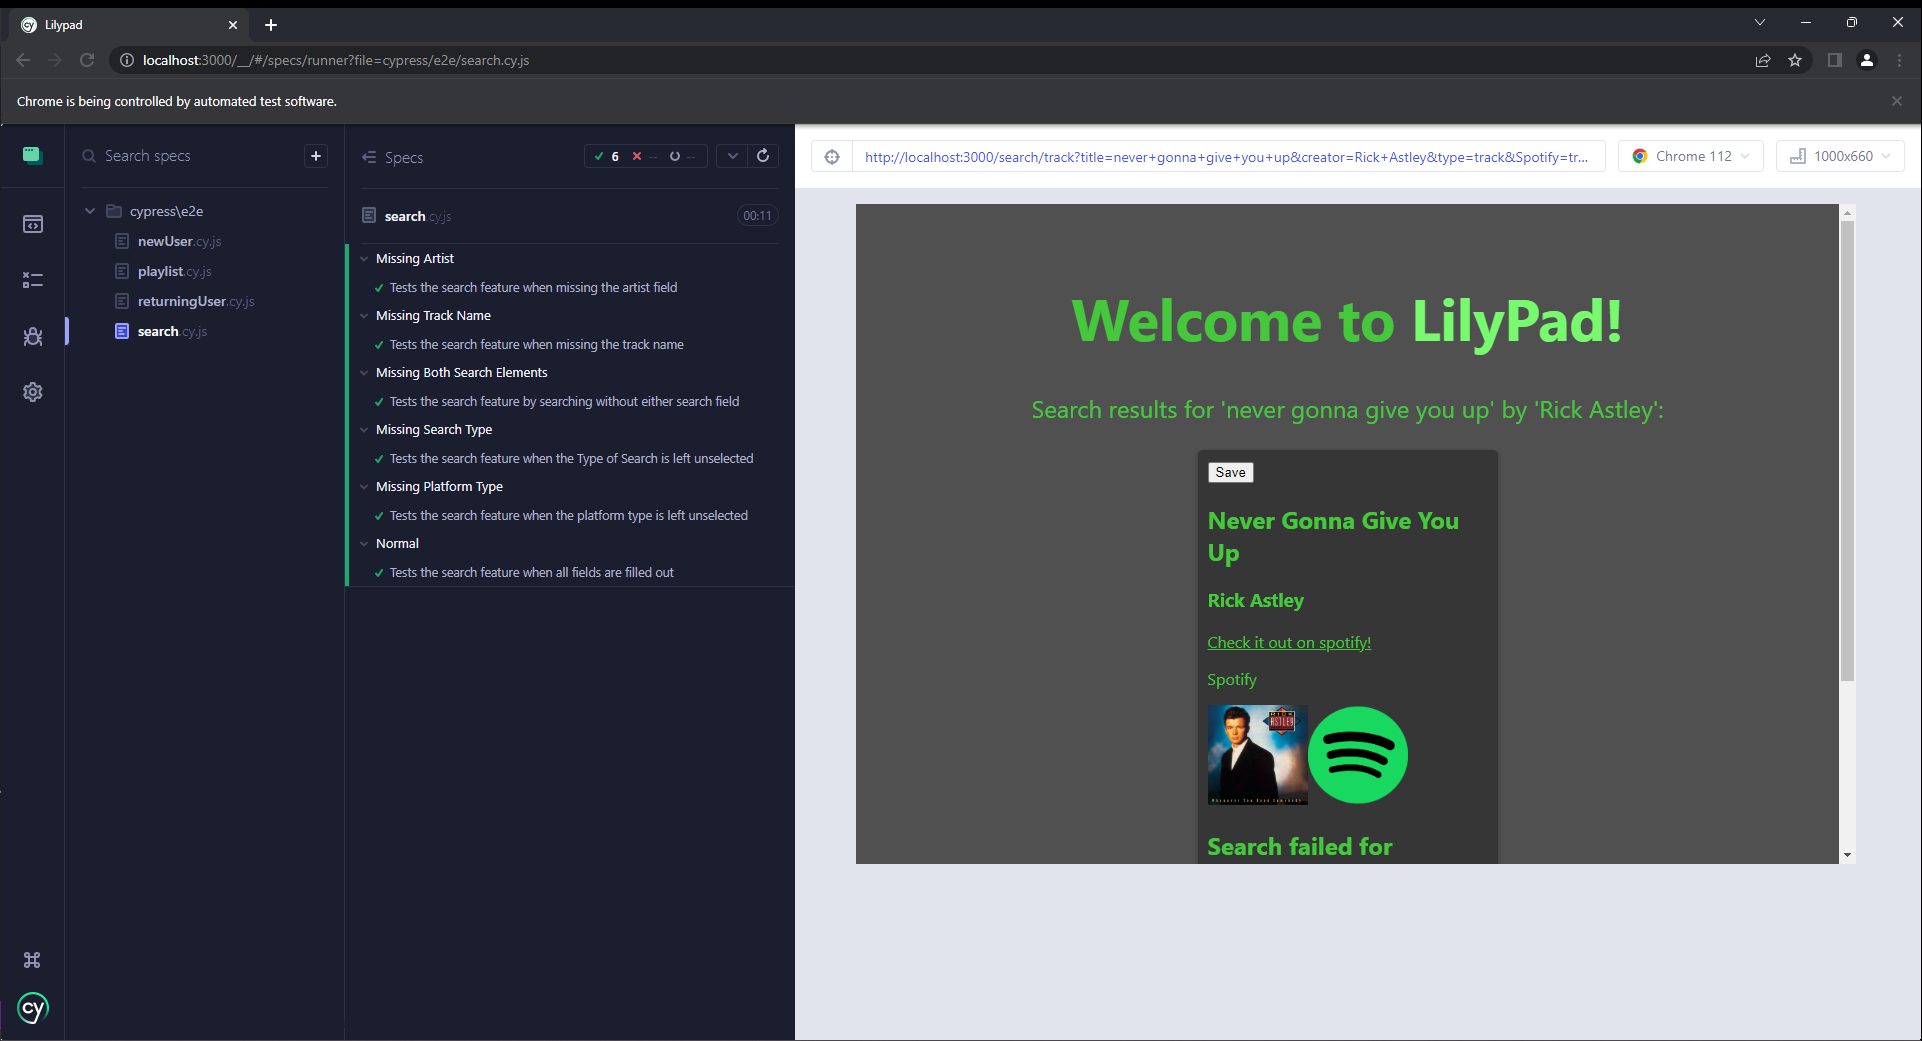 Lilypad
localhost:3000/__/#/specs/runner?file=cypress/e2e/search.cy.js
Chrome is being controlled by automated test software.
Search specs
cypress\e2e
newUser.cy.js
playlist.cy.js
returningUser.cy.js
search.cy.js
cy
Specs
6 -- --
search.cy.js 00:11
Missing Artist
Tests the search feature when missing the artist field
Missing Track Name
Tests the search feature when missing the track name
Missing Both Search Elements
Tests the search feature by searching without either search field
Missing Search Type
Tests the search feature when the Type of Search is left unselected
Missing Platform Type
Tests the search feature when the platform type is left unselected
Normal
Tests the search feature when all fields are filled out
http://localhost:3000/search/track?title=never+gonna+give+you+up&creator=Rick+Astley&type=track&Spotify=tr...
Chrome 112
1000x660
Welcome to LilyPad!
Search results for 'never gonna give you up' by 'Rick Astley':
Save
Never Gonna Give You
Up
Rick Astley
Check it out on spotify!
Spotify
RICK
ASTLEY
Whenever You Need Somebody
Search failed for